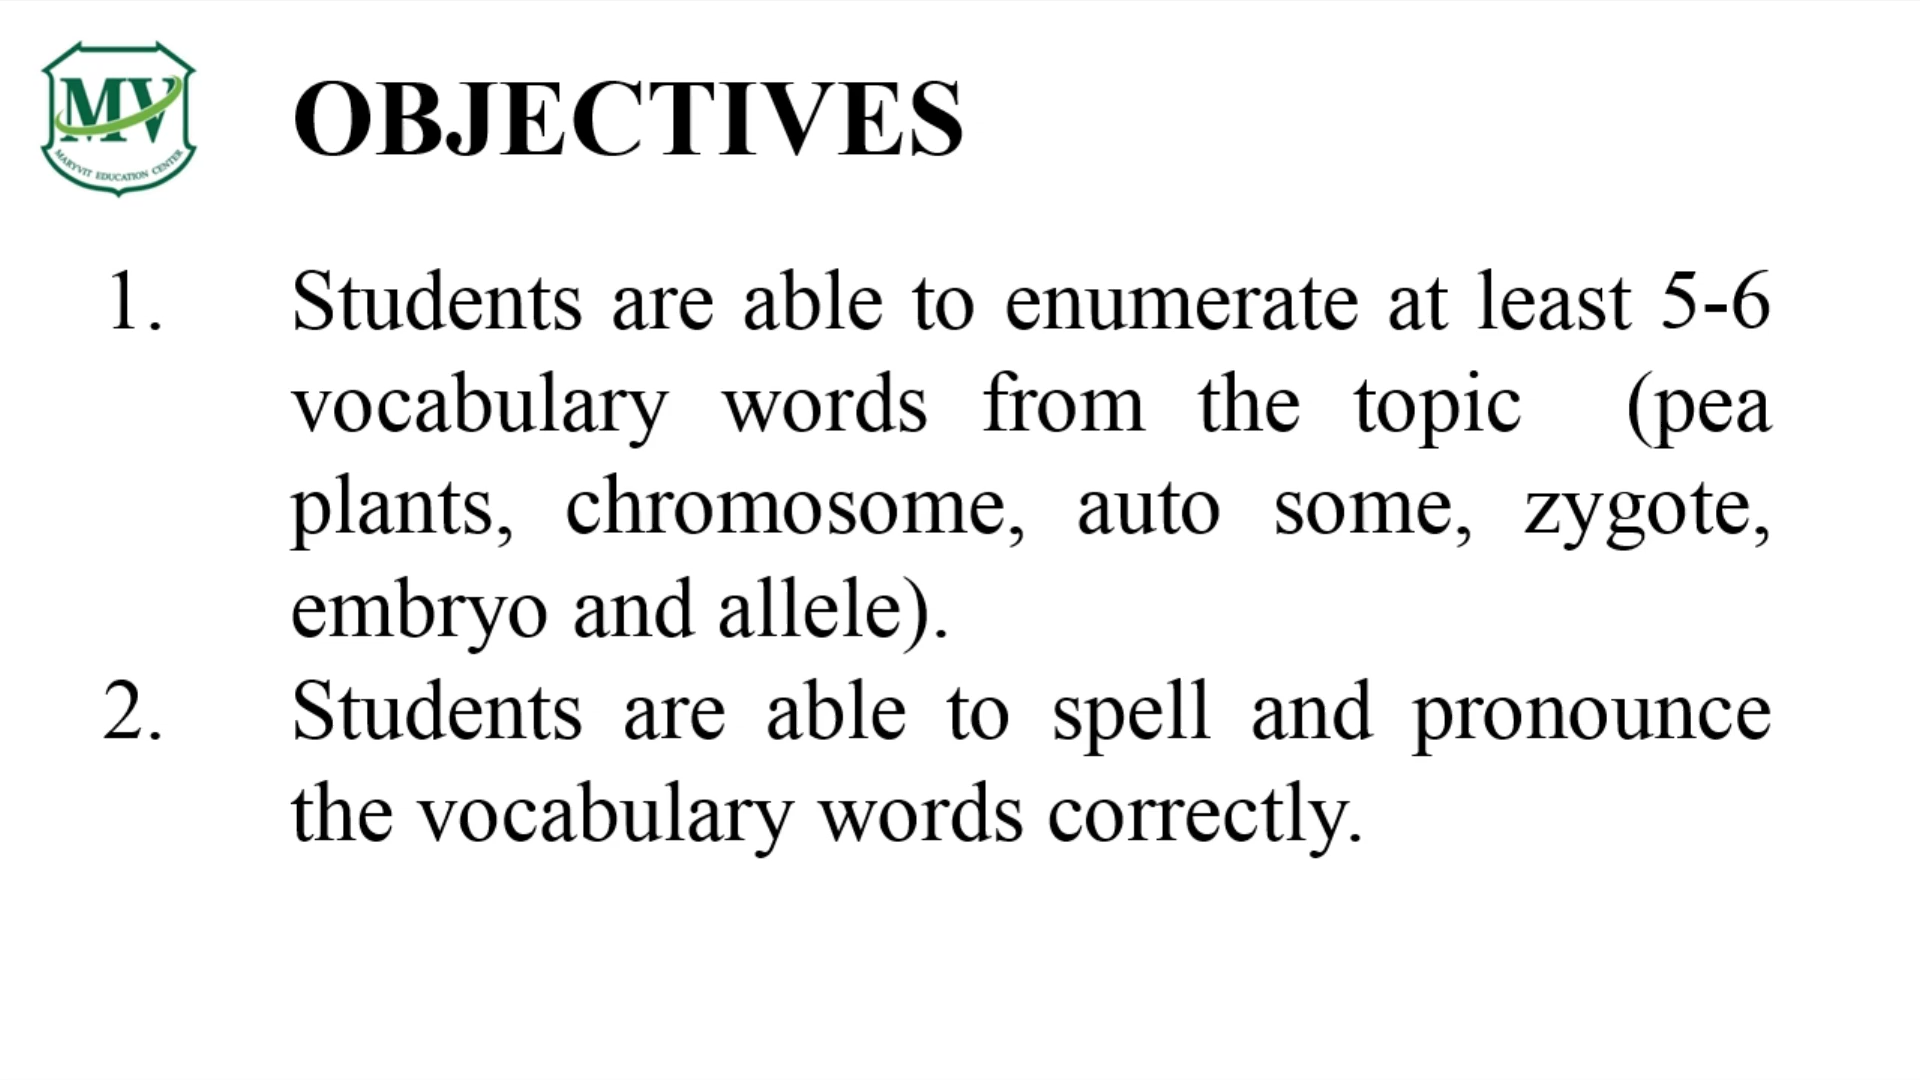 MV
MARYVIT EDUCATION CENTER
OBJECTIVES
1. Students are able to enumerate at least 5-6
vocabulary words from the topic (pea
plants, chromosome, auto some, zygote,
embryo and allele).
2. Students are able to spell and pronounce
the vocabulary words correctly.